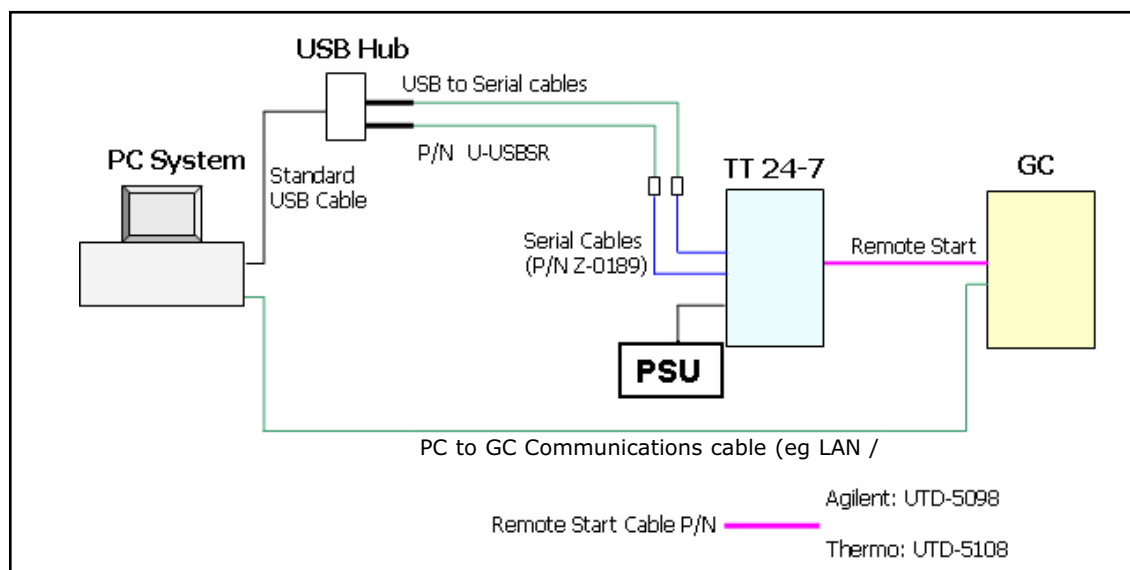 USB Hub
USB to Serial cables
P/N U-USBSR
PC System
Standard
USB Cable
TT 24-7
GC
Serial Cables
(P/N Z-0189)
Remote Start
PSU
PC to GC Communications cable (eg LAN /
Remote Start Cable P/N
Agilent: UTD-5098
Thermo: UTD-5108